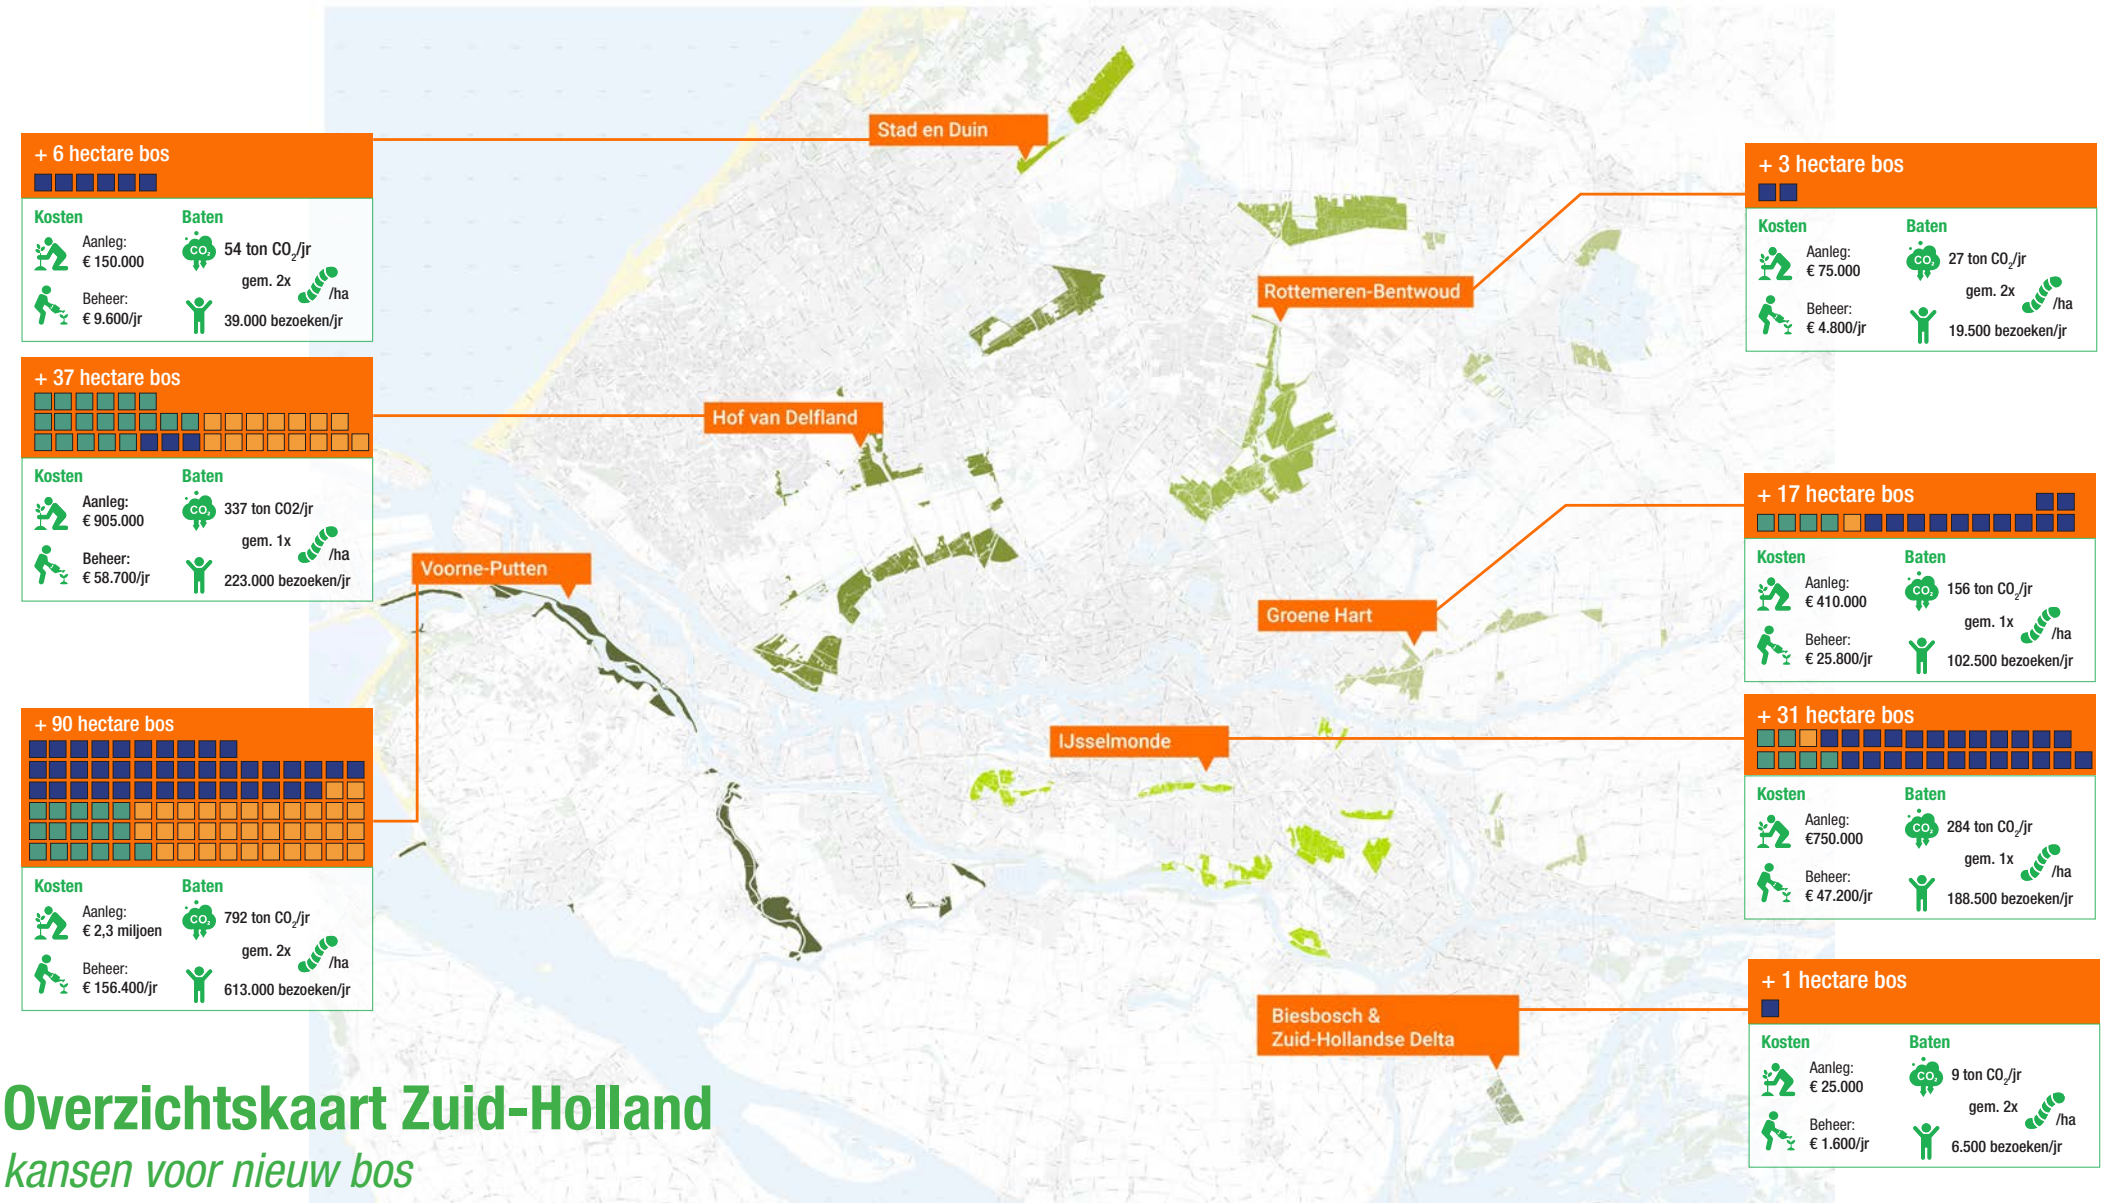 Stad en Duin
+ 6 hectare bos
Kosten
Baten
Aanleg:
€ 150.000
CO₂
54 ton CO₂/jr
gem. 2x
/ha
Beheer:
€ 9.600/jr
39.000 bezoeken/jr
+ 37 hectare bos
Hof van Delfland
Kosten
Baten
Aanleg:
€ 905.000
CO₂
337 ton CO2/jr
gem. 1x
/ha
Beheer:
€ 58.700/jr
223.000 bezoeken/jr
Voorne-Putten
+ 90 hectare bos
Kosten
Baten
Aanleg:
€ 2,3 miljoen
CO₂
792 ton CO₂/jr
gem. 2x
/ha
Beheer:
€ 156.400/jr
613.000 bezoeken/jr
Rottemeren-Bentwoud
+ 3 hectare bos
Kosten
Baten
Aanleg:
€ 75.000
CO₂
27 ton CO₂/jr
gem. 2x
/ha
Beheer:
€ 4.800/jr
19.500 bezoeken/jr
Groene Hart
+ 17 hectare bos
Kosten
Baten
Aanleg:
€ 410.000
CO₂
156 ton CO₂/jr
gem. 1x
/ha
Beheer:
€ 25.800/jr
102.500 bezoeken/jr
IJsselmonde
+ 31 hectare bos
Kosten
Baten
Aanleg:
€750.000
CO₂
284 ton CO₂/jr
gem. 1x
/ha
Beheer:
€ 47.200/jr
188.500 bezoeken/jr
Biesbosch &
Zuid-Hollandse Delta
+ 1 hectare bos
Kosten
Baten
Aanleg:
€ 25.000
CO₂
9 ton CO₂/jr
gem. 2x
/ha
Beheer:
€ 1.600/jr
6.500 bezoeken/jr
Overzichtskaart Zuid-Holland
kansen voor nieuw bos